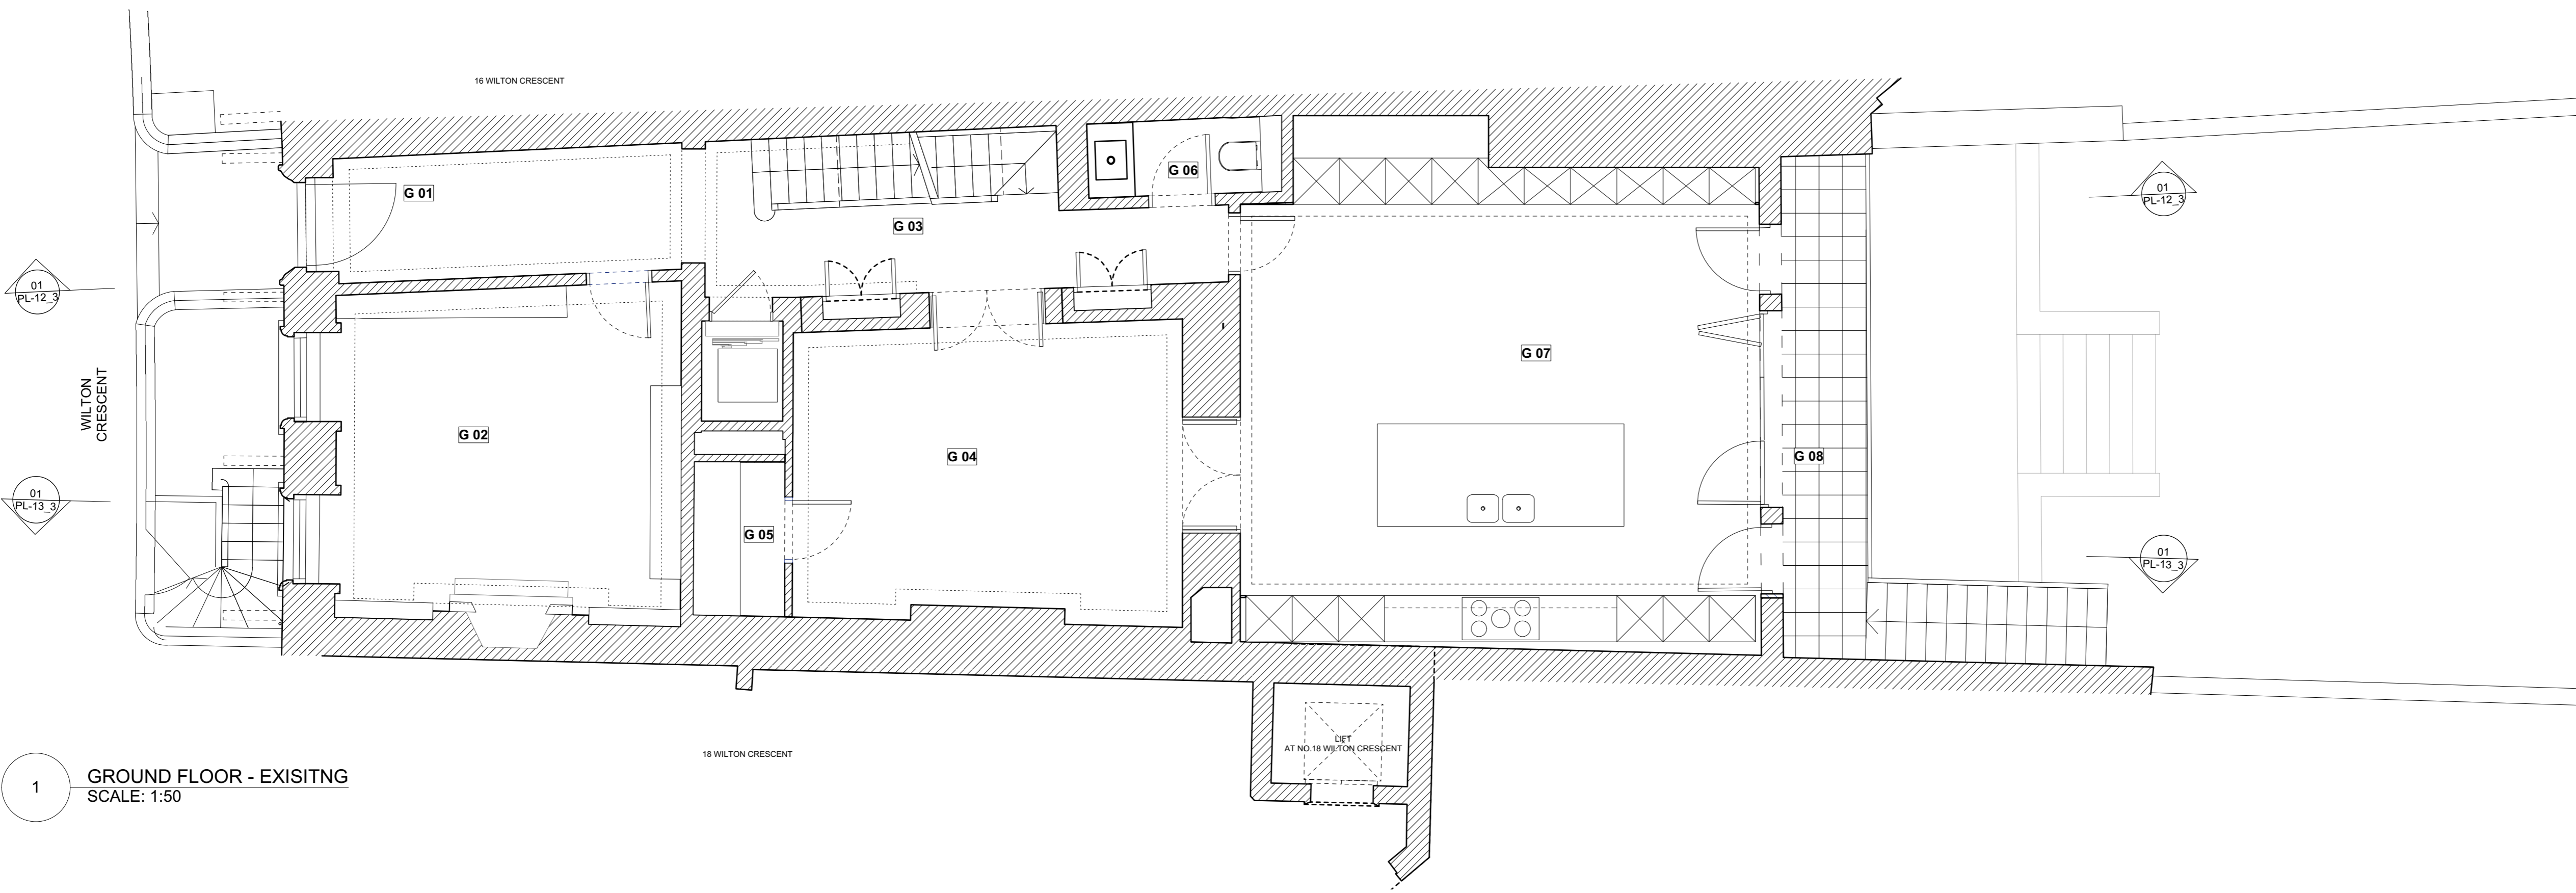 16 WILTON CRESCENT
G 01
G 06
01
PL-12_3
G 03
01
PL-12_3
G 07
WILTON
CRESCENT
G 02
G 04
G 08
01
PL-13_3
G 05
01
PL-13_3
LIFT
AT NO.18 WILTON CRESCENT
18 WILTON CRESCENT
1
GROUND FLOOR - EXISITNG
SCALE: 1:50